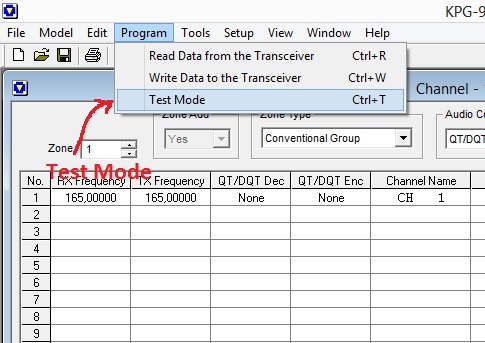 KPG-9
File Model Edit Program Tools Setup View Window Help
Read Data from the Transceiver Ctrl+R
Write Data to the Transceiver Ctrl+W
Test Mode Ctrl+T
Channel -
Zone Add Zone Type Audio Co
Zone 1 Yes Conventional Group QT/DQT
Test Mode
No. RX Frequency TX Frequency QT/DQT Dec QT/DQT Enc Channel Name
1 165,00000 165,00000 None None CH 1
2
3
4
5
6
7
8
9